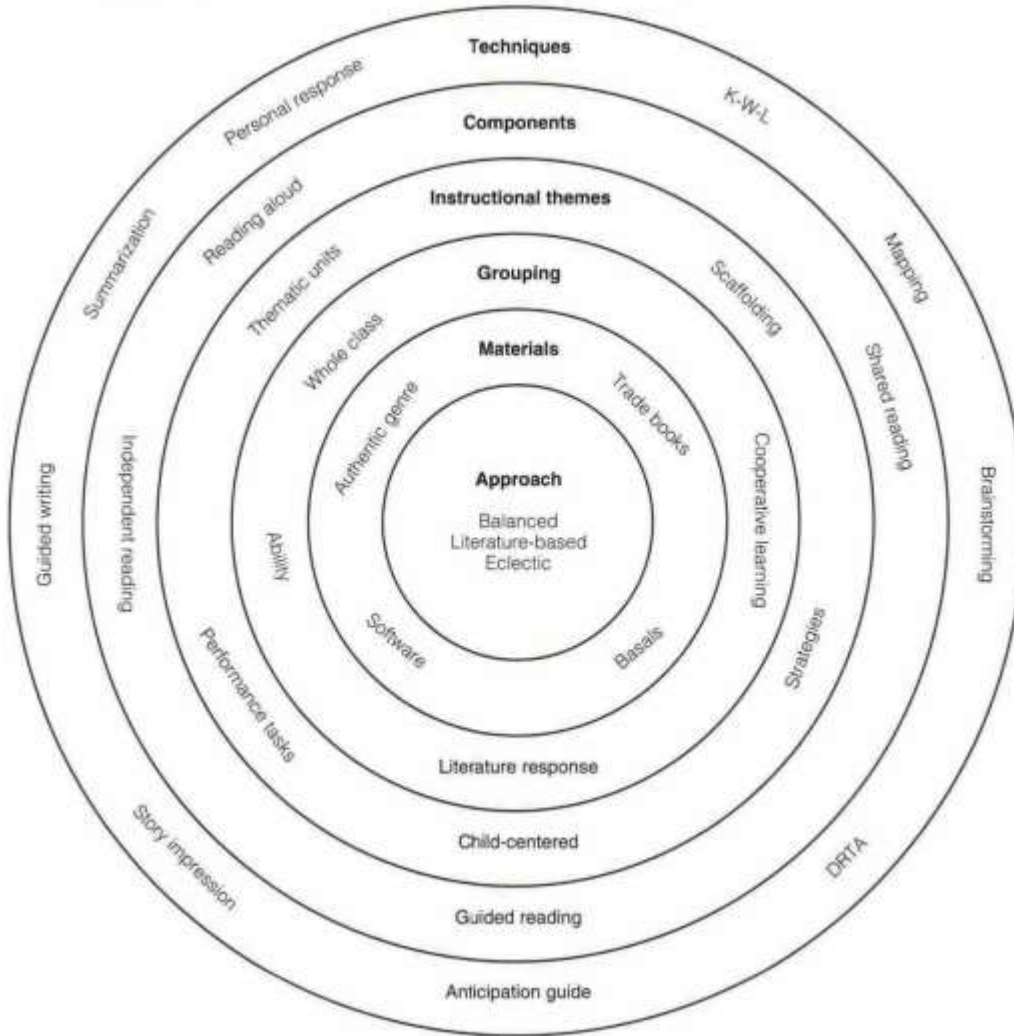 Techniques
Personal response
K-W-L
Summarization
Mapping
Guided writing
Brainstorming
Story impression
DRTA
Anticipation guide
Components
Reading aloud
Shared reading
Independent reading
Guided reading
Instructional themes
Thematic units
Scaffolding
Performance tasks
Strategies
Child-centered
Grouping
Whole class
Cooperative learning
Ability
Literature response
Materials
Authentic genre
Trade books
Software
Basals
Approach
Balanced
Literature-based
Eclectic